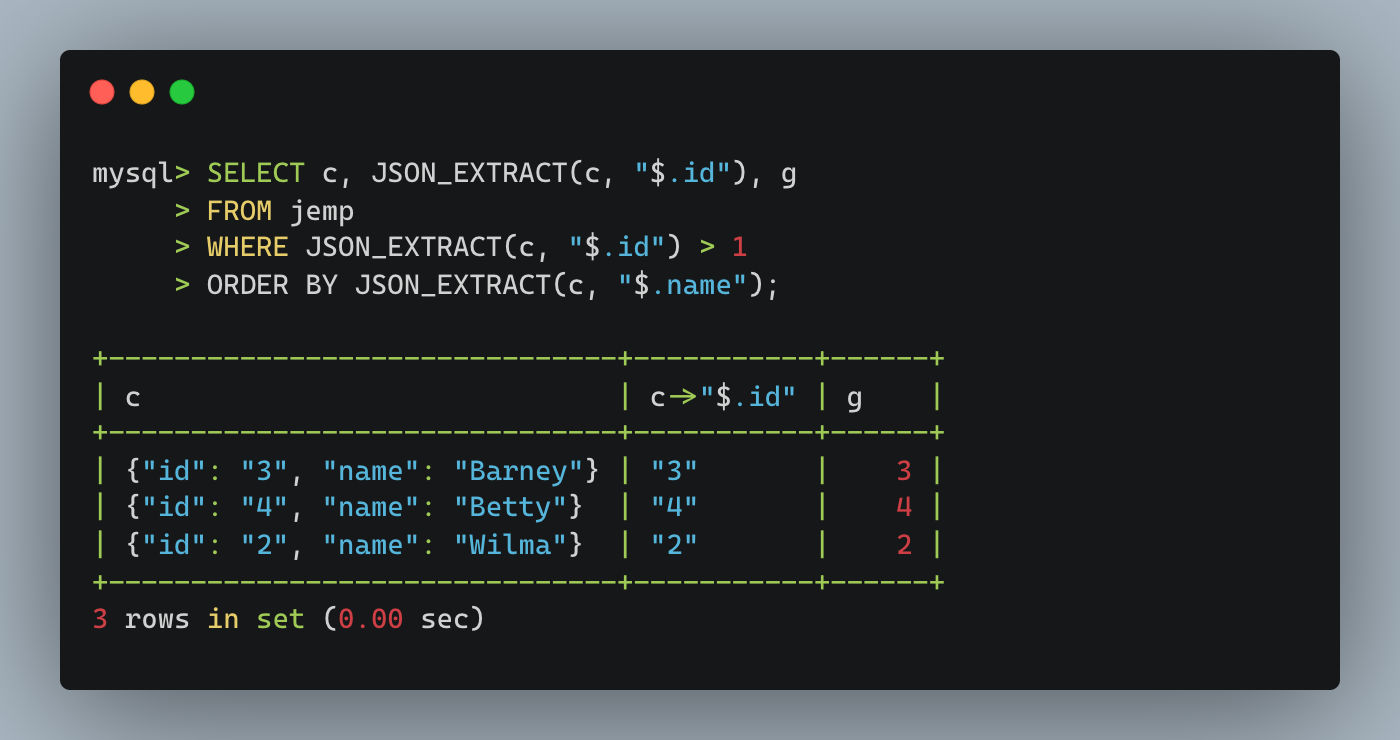 mysql> SELECT c, JSON_EXTRACT(c, "$.id"), g
     > FROM jemp
     > WHERE JSON_EXTRACT(c, "$.id") > 1
     > ORDER BY JSON_EXTRACT(c, "$.name");

+-------------------------------+-----------+------+
| c                             | c->"$.id" | g    |
+-------------------------------+-----------+------+
| {"id": "3", "name": "Barney"} | "3"       |    3 |
| {"id": "4", "name": "Betty"}  | "4"       |    4 |
| {"id": "2", "name": "Wilma"}  | "2"       |    2 |
+-------------------------------+-----------+------+
3 rows in set (0.00 sec)